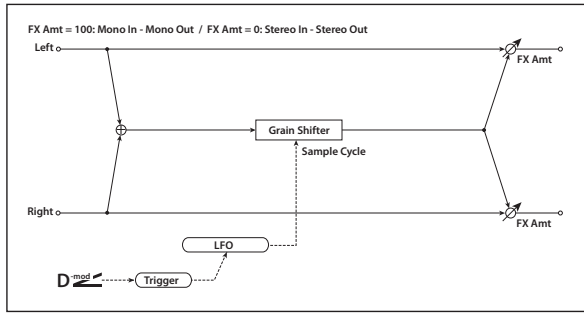 FX Amt = 100: Mono In - Mono Out / FX Amt = 0: Stereo In - Stereo Out
Left
FX Amt
Grain Shifter
Sample Cycle
Right
FX Amt
LFO
D-mod
Trigger